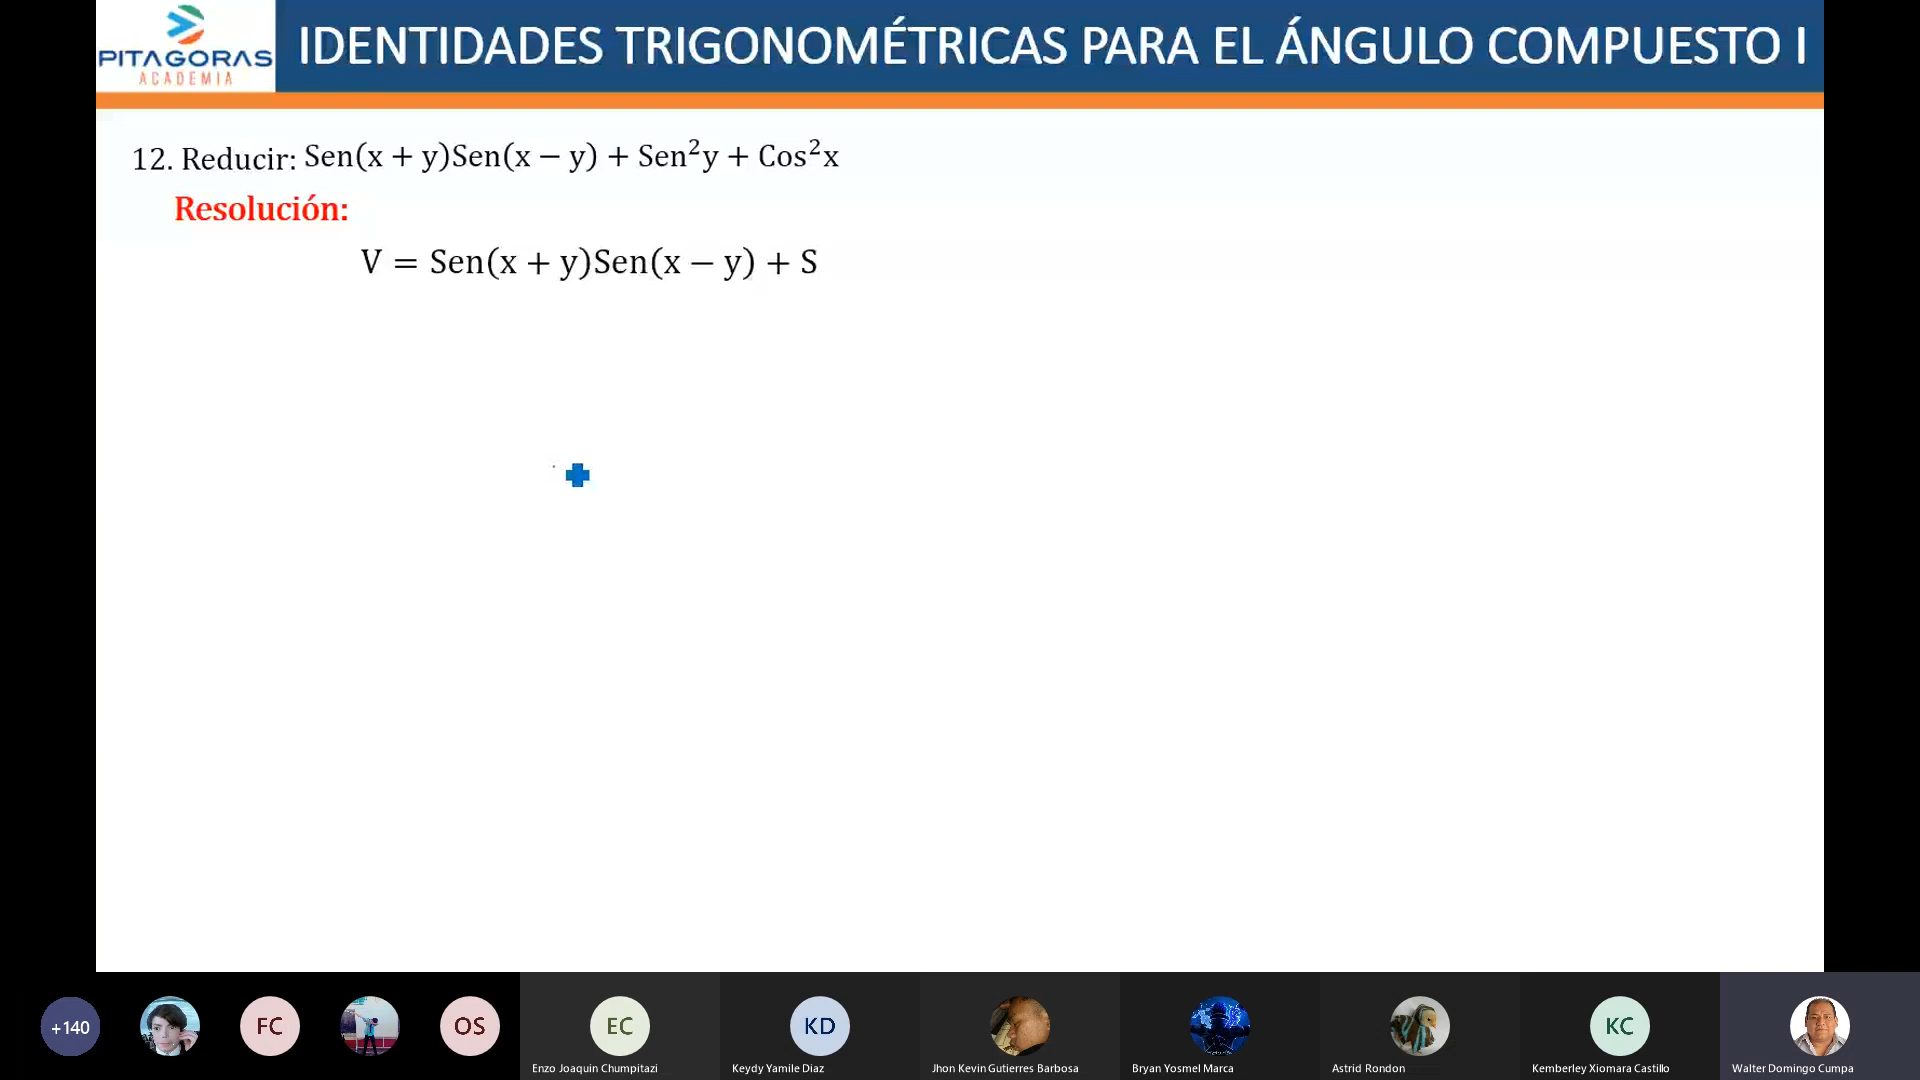 PITAGORAS
ACADEMIA
IDENTIDADES TRIGONOMÉTRICAS PARA EL ÁNGULO COMPUESTO I
12. Reducir: Sen(x + y)Sen(x − y) + Sen²y + Cos²x
Resolución:
V = Sen(x + y)Sen(x − y) + S
+140
FC
OS
EC
KD
KC
Enzo Joaquin Chumpitazi
Keydy Yamile Diaz
Jhon Kevin Gutierres Barbosa
Bryan Yosmel Marca
Astrid Rondon
Kemberley Xiomara Castillo
Walter Domingo Cumpa